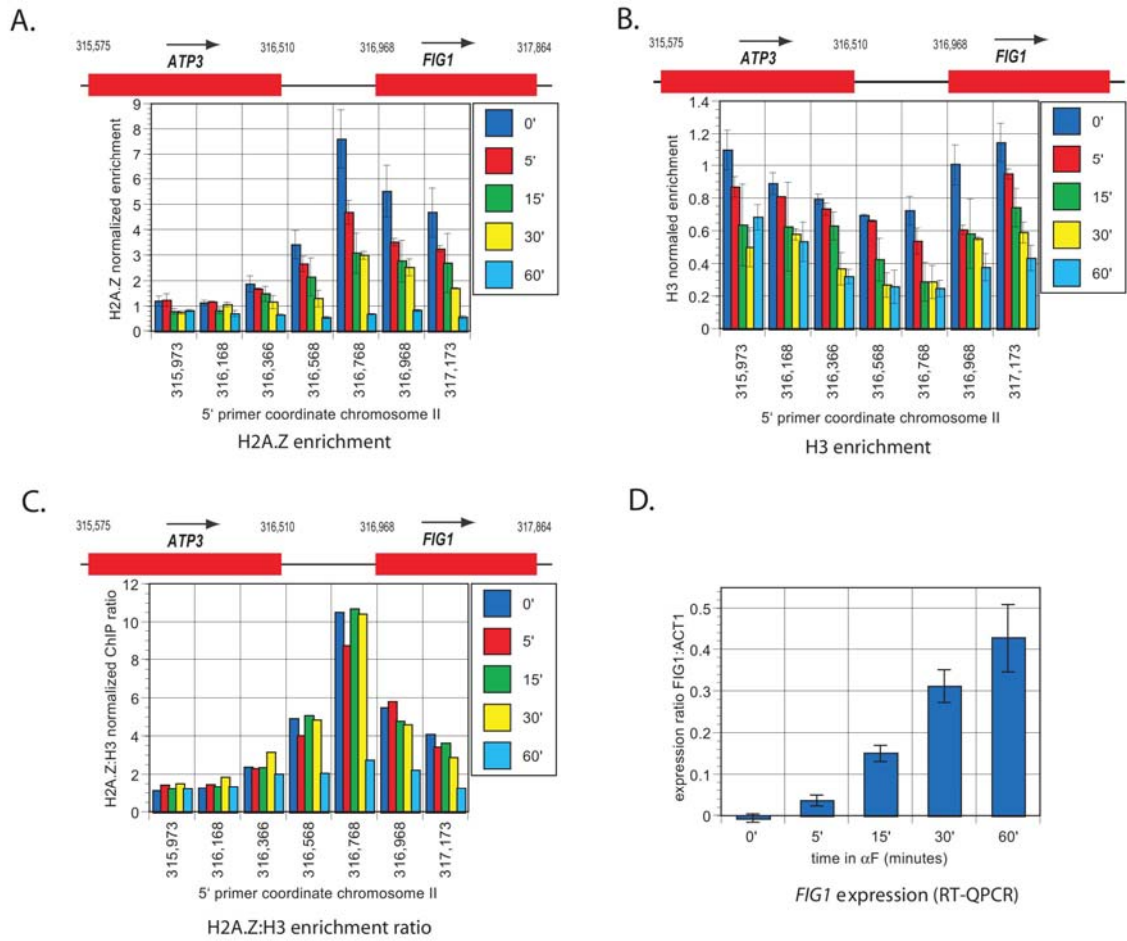 A.
315,575 316,510 316,968 317,864
ATP3 FIG1
H2A.Z normalized enrichment
9
8
7
6
5
4
3
2
1
0
0'
5'
15'
30'
60'
315,973 316,168 316,366 316,568 316,768 316,968 317,173
5' primer coordinate chromosome II
H2A.Z enrichment
B.
315,575 316,510 316,968 317,864
ATP3 FIG1
H3 normaled enrichment
1.4
1.2
1
0.8
0.6
0.4
0.2
0
0'
5'
15'
30'
60'
315,973 316,168 316,366 316,568 316,768 316,968 317,173
5' primer coordinate chromosome II
H3 enrichment
C.
315,575 316,510 316,968 317,864
ATP3 FIG1
H2A.Z:H3 normalized ChIP ratio
12
10
8
6
4
2
0
0'
5'
15'
30'
60'
315,973 316,168 316,366 316,568 316,768 316,968 317,173
5' primer coordinate chromosome II
H2A.Z:H3 enrichment ratio
D.
expression ratio FIG1:ACT1
0.5
0.4
0.3
0.2
0.1
0
0' 5' 15' 30' 60'
time in αF (minutes)
FIG1 expression (RT-QPCR)